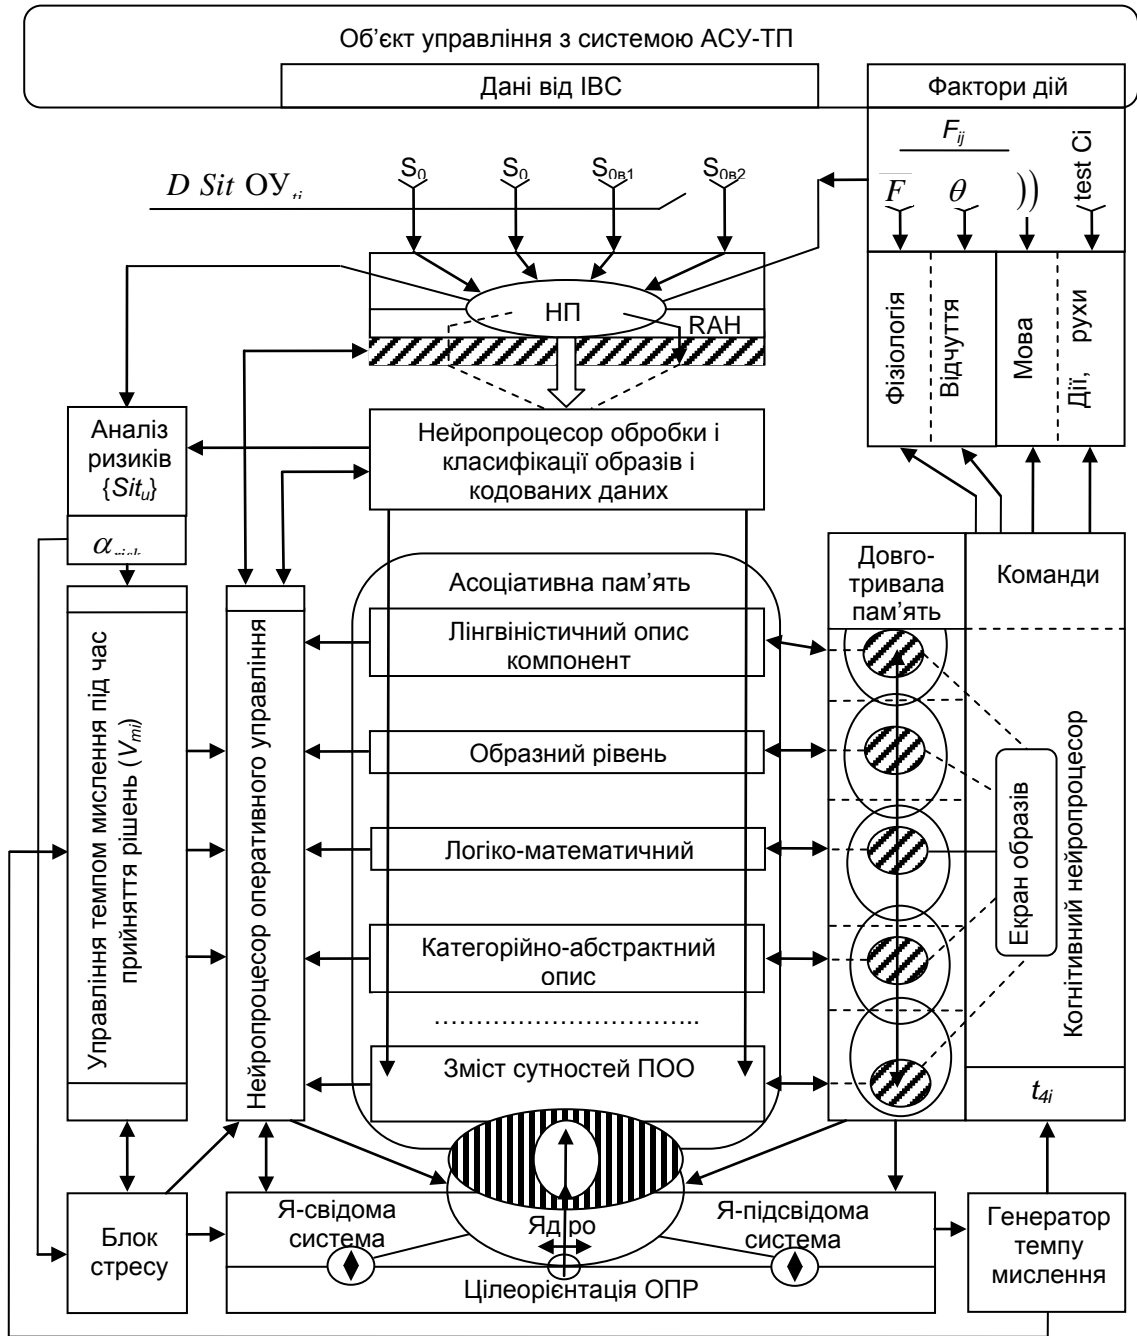 Об’єкт управління з системою АСУ-ТП
Дані від ІВС
Фактори дій
D Sit ОУ
S₀
S₀
S₀в1
S₀в2
F_ij
F
θ
))
test Ci
НП
RAH
Фізіологія
Відчуття
Мова
Дії, рухи
Аналіз
ризиків
{Sit_u}
α
Нейропроцесор обробки і
класифікації образів і
кодованих даних
Управління темпом мислення під час
прийняття рішень (V_mi)
Нейропроцесор оперативного управління
Асоціативна пам’ять
Лінгвіністичний опис
компонент
Образний рівень
Логіко-математичний
Категорійно-абстрактний
опис
…………………………..
Зміст сутностей ПОО
Довго-
тривала
пам’ять
Команди
Екран образів
Когнітивний нейропроцесор
t_4i
Блок
стресу
Я-свідома
система
Ядіро
Я-підсвідома
система
Цілеорієнтація ОПР
Генератор
темпу
мислення